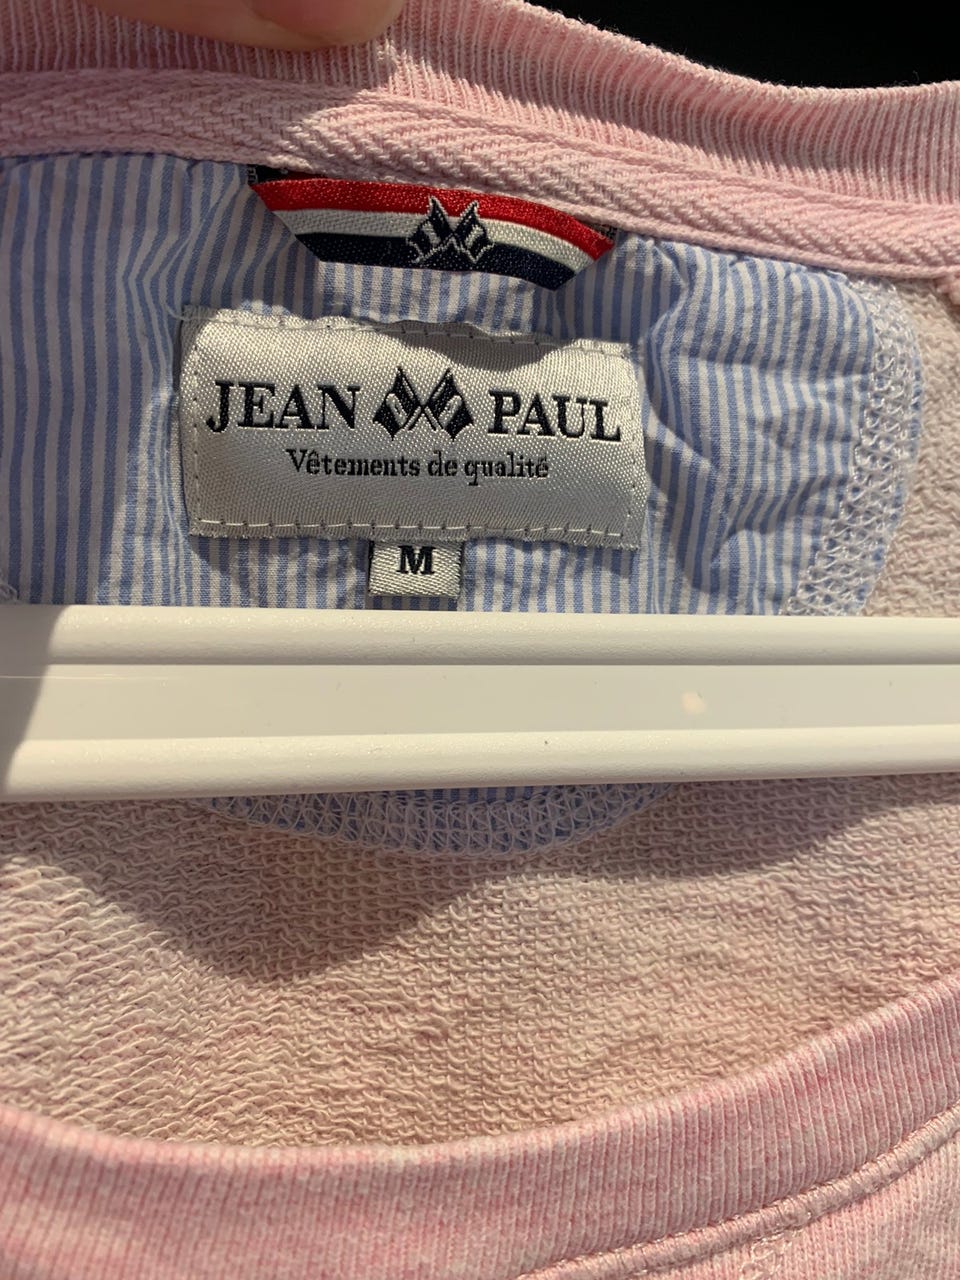 JEAN PAUL
Vêtements de qualité
M